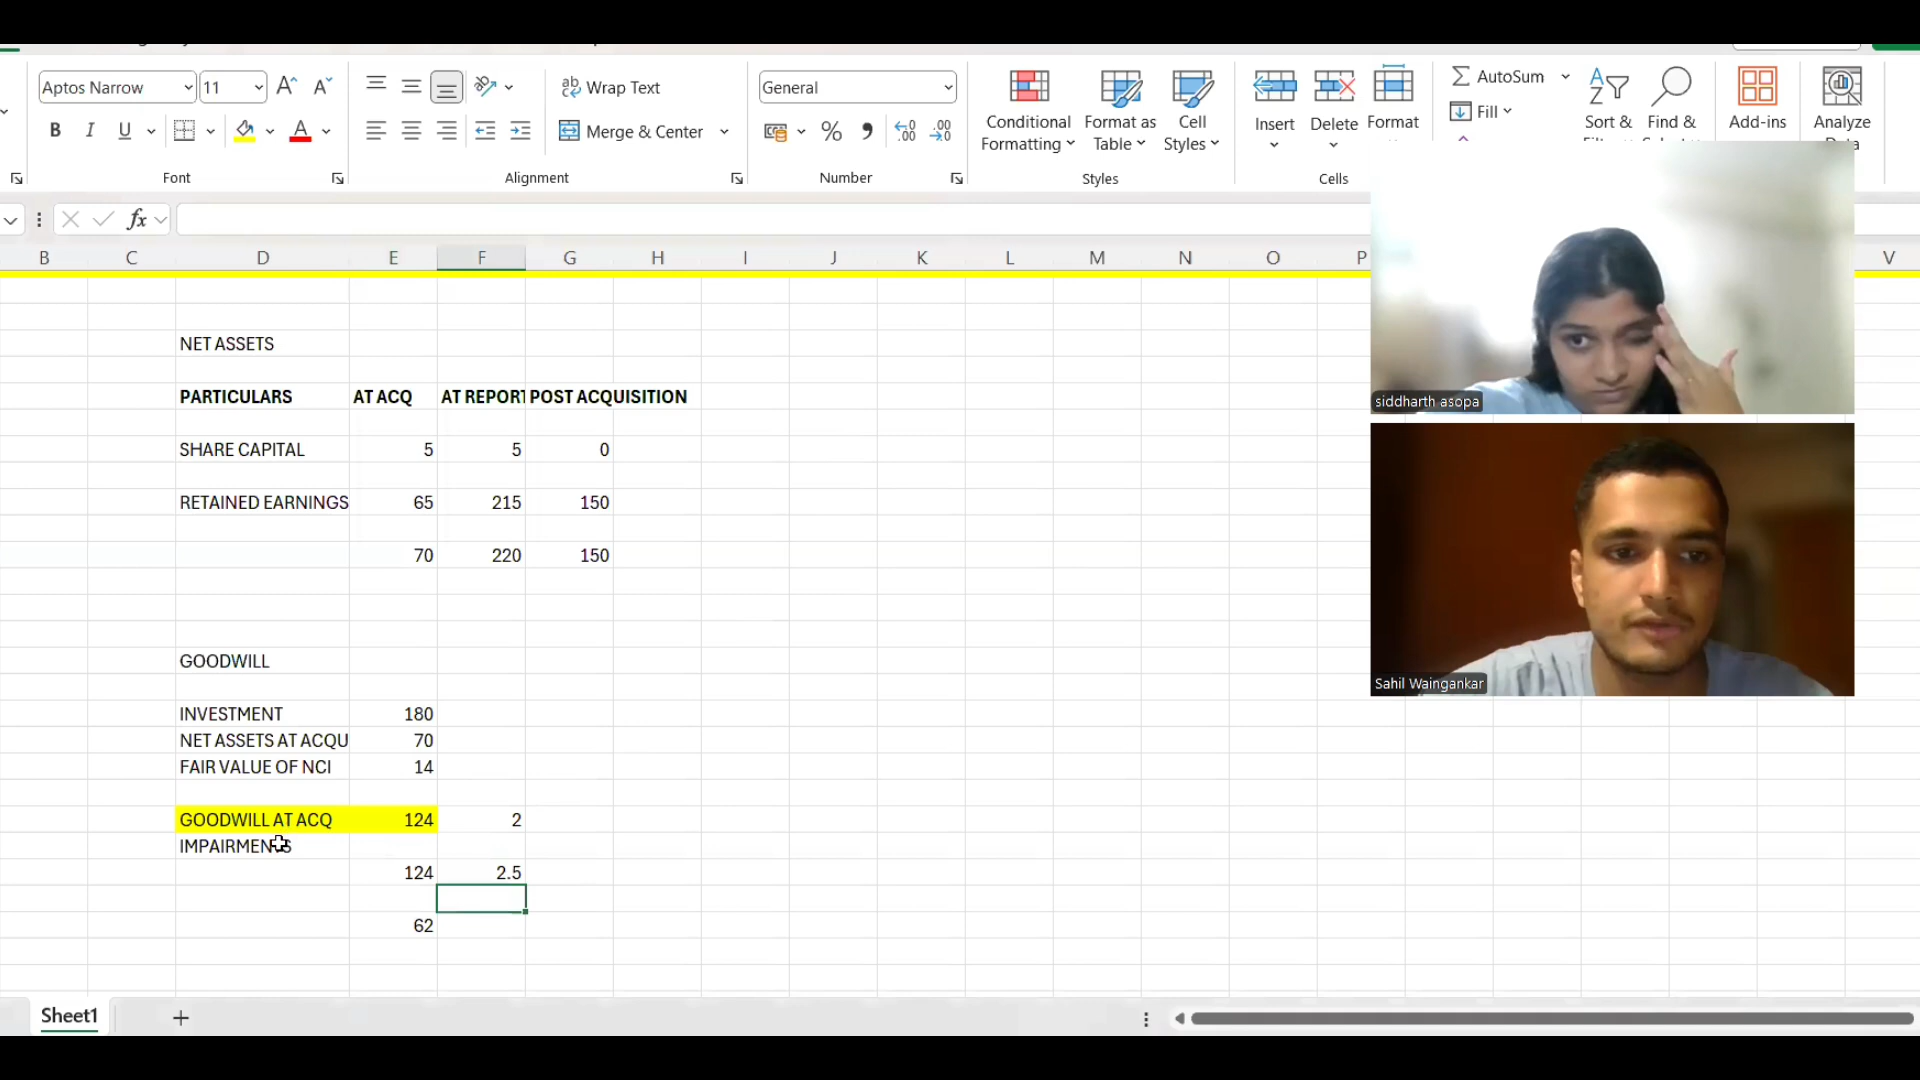 Aptos Narrow 11 Wrap Text General AutoSum
B I U Merge & Center Conditional Formatting Format as Table Cell Styles Insert Delete Format Fill Sort & Find & Add-ins Analyze
Font Alignment Number Styles Cells
fx
B C D E F G H I J K L M N O P V
NET ASSETS
PARTICULARS AT ACQ AT REPORT POST ACQUISITION
SHARE CAPITAL 5 5 0
RETAINED EARNINGS 65 215 150
70 220 150
GOODWILL
INVESTMENT 180
NET ASSETS AT ACQU 70
FAIR VALUE OF NCI 14
GOODWILL AT ACQ 124 2
IMPAIRMENTS
124 2.5
62
siddharth asopa
Sahil Waingankar
Sheet1